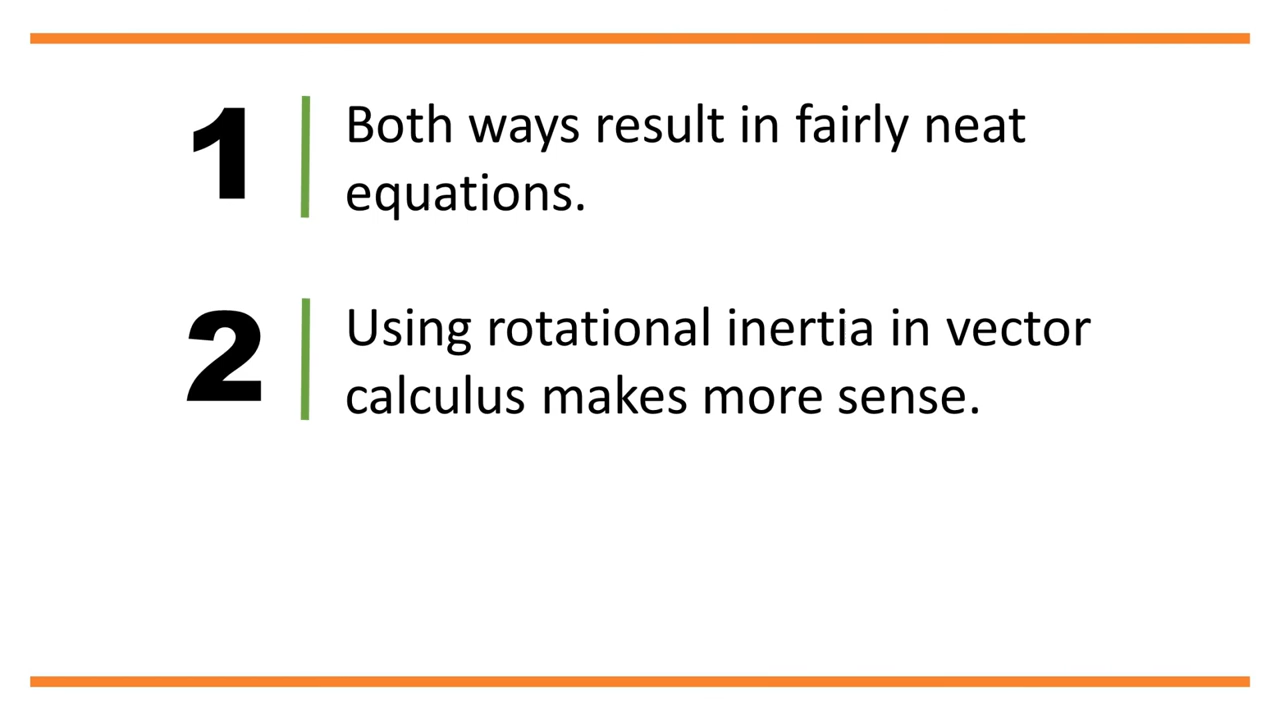 1
Both ways result in fairly neat
equations.
2
Using rotational inertia in vector
calculus makes more sense.